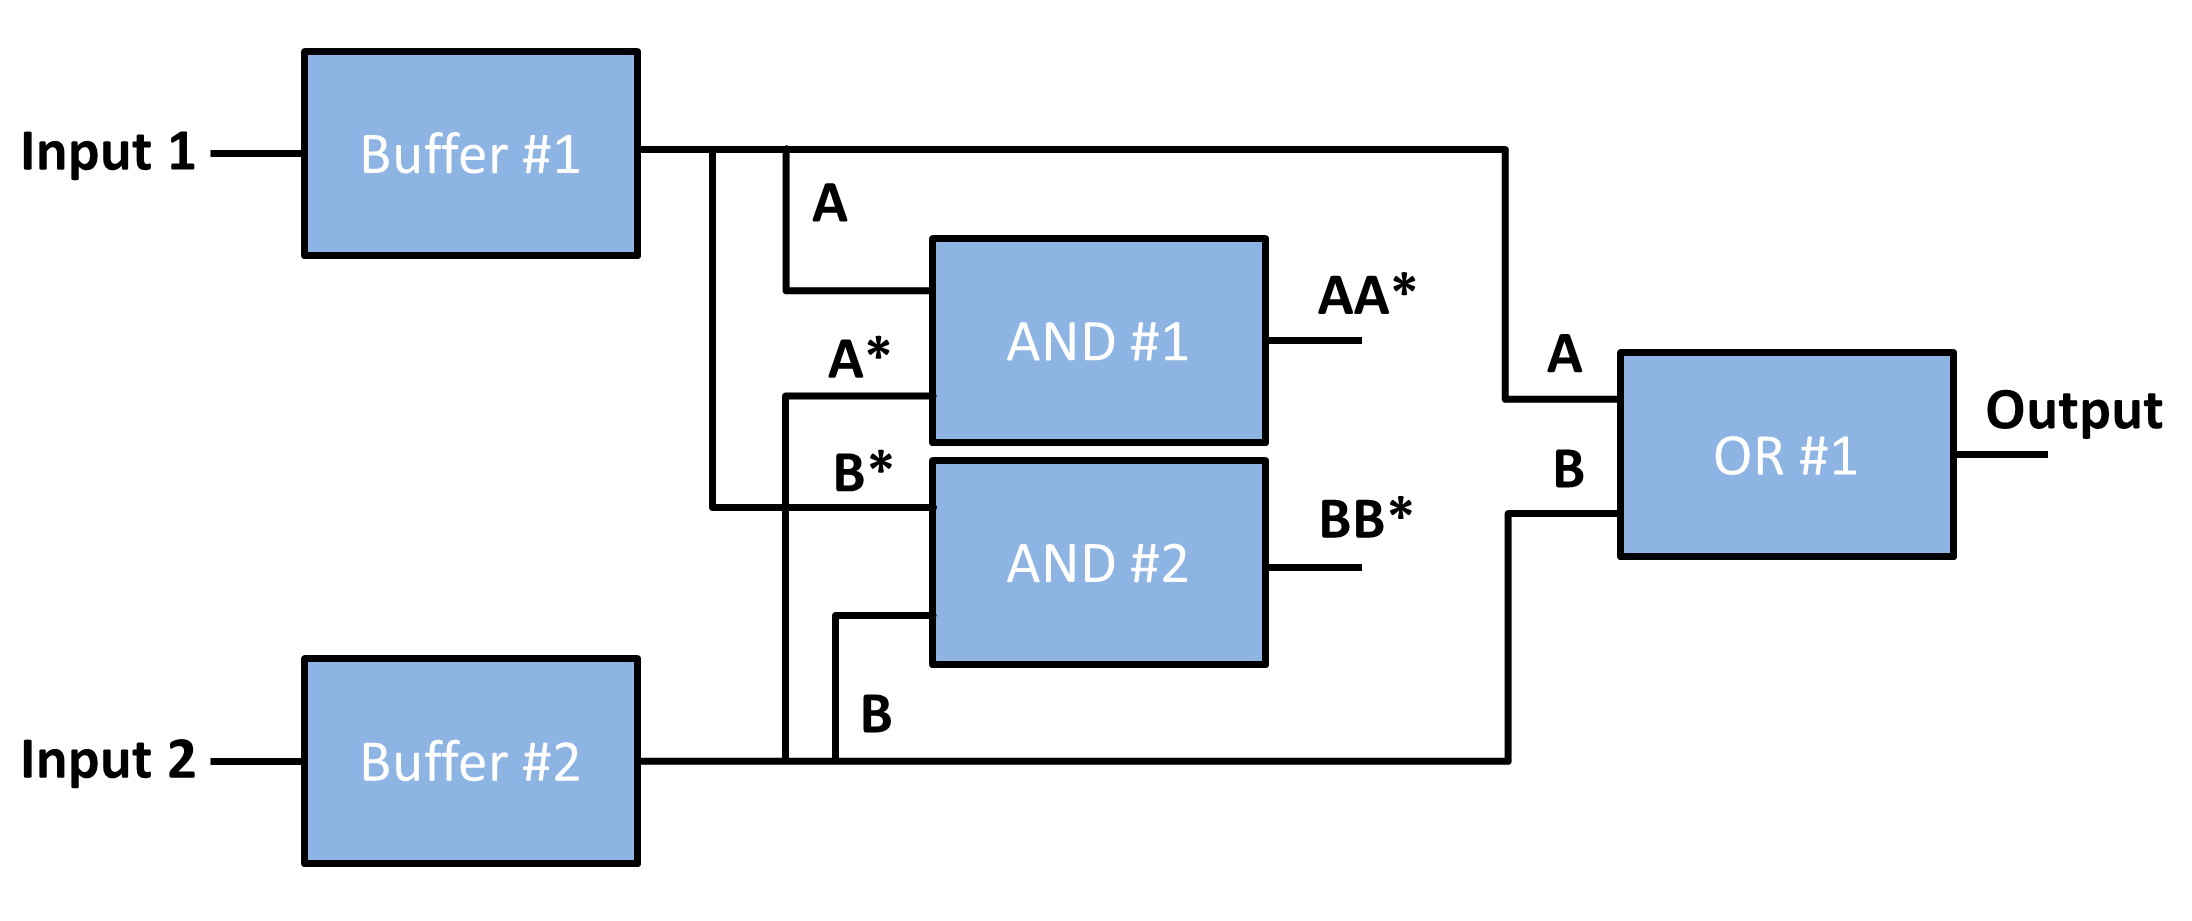 Input 1
Buffer #1
A
AND #1
AA*
A*
A
B*
B
OR #1
Output
AND #2
BB*
B
Input 2
Buffer #2